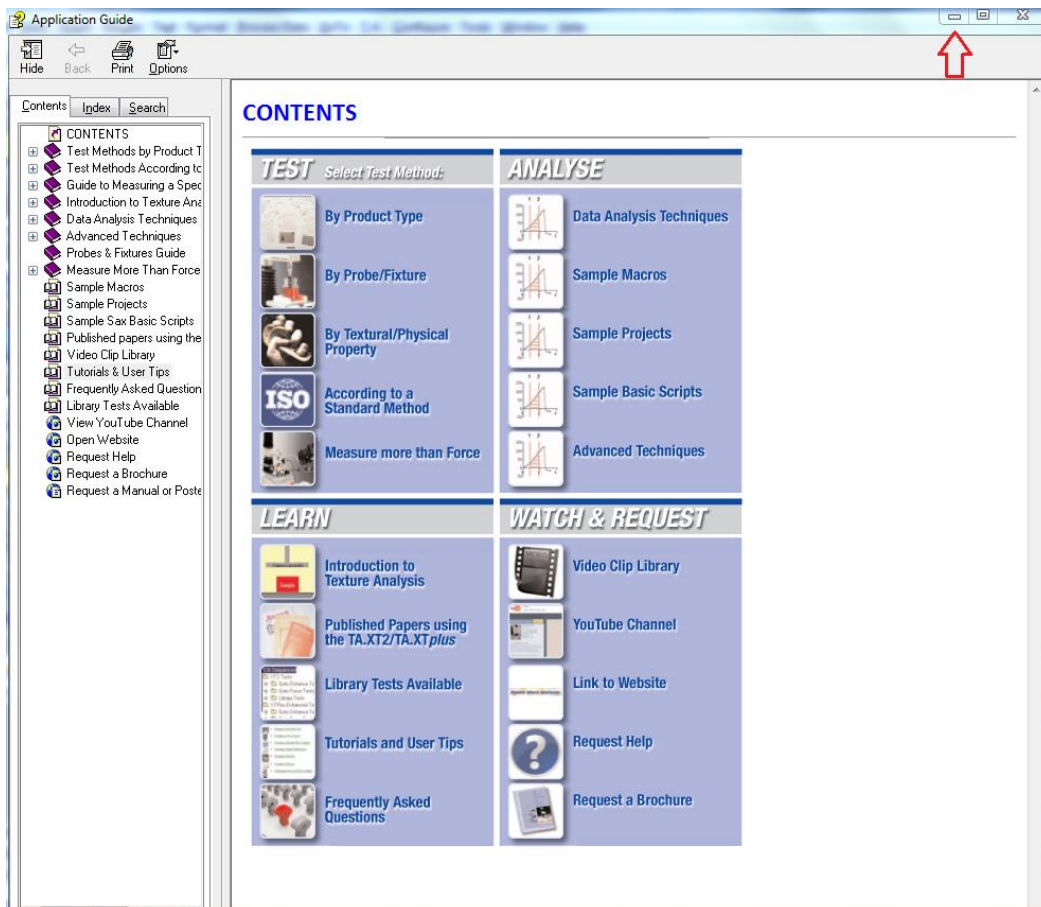 Application Guide
Hide
Back
Print
Options
Contents
Index
Search
CONTENTS
Test Methods by Product T
Test Methods According to
Guide to Measuring a Spec
Introduction to Texture Ana
Data Analysis Techniques
Advanced Techniques
Probes & Fixtures Guide
Measure More Than Force
Sample Macros
Sample Projects
Sample Sax Basic Scripts
Published papers using the
Video Clip Library
Tutorials & User Tips
Frequently Asked Question
Library Tests Available
View YouTube Channel
Open Website
Request Help
Request a Brochure
Request a Manual or Poste
CONTENTS
TEST Select Test Method:
By Product Type
By Probe/Fixture
By Textural/Physical
Property
ISO
According to a
Standard Method
Measure more than Force
ANALYSE
Data Analysis Techniques
Sample Macros
Sample Projects
Sample Basic Scripts
Advanced Techniques
LEARN
Introduction to
Texture Analysis
Published Papers using
the TA.XT2/TA.XTplus
Library Tests Available
Tutorials and User Tips
Frequently Asked
Questions
WATCH & REQUEST
Video Clip Library
YouTube Channel
Link to Website
Request Help
Request a Brochure